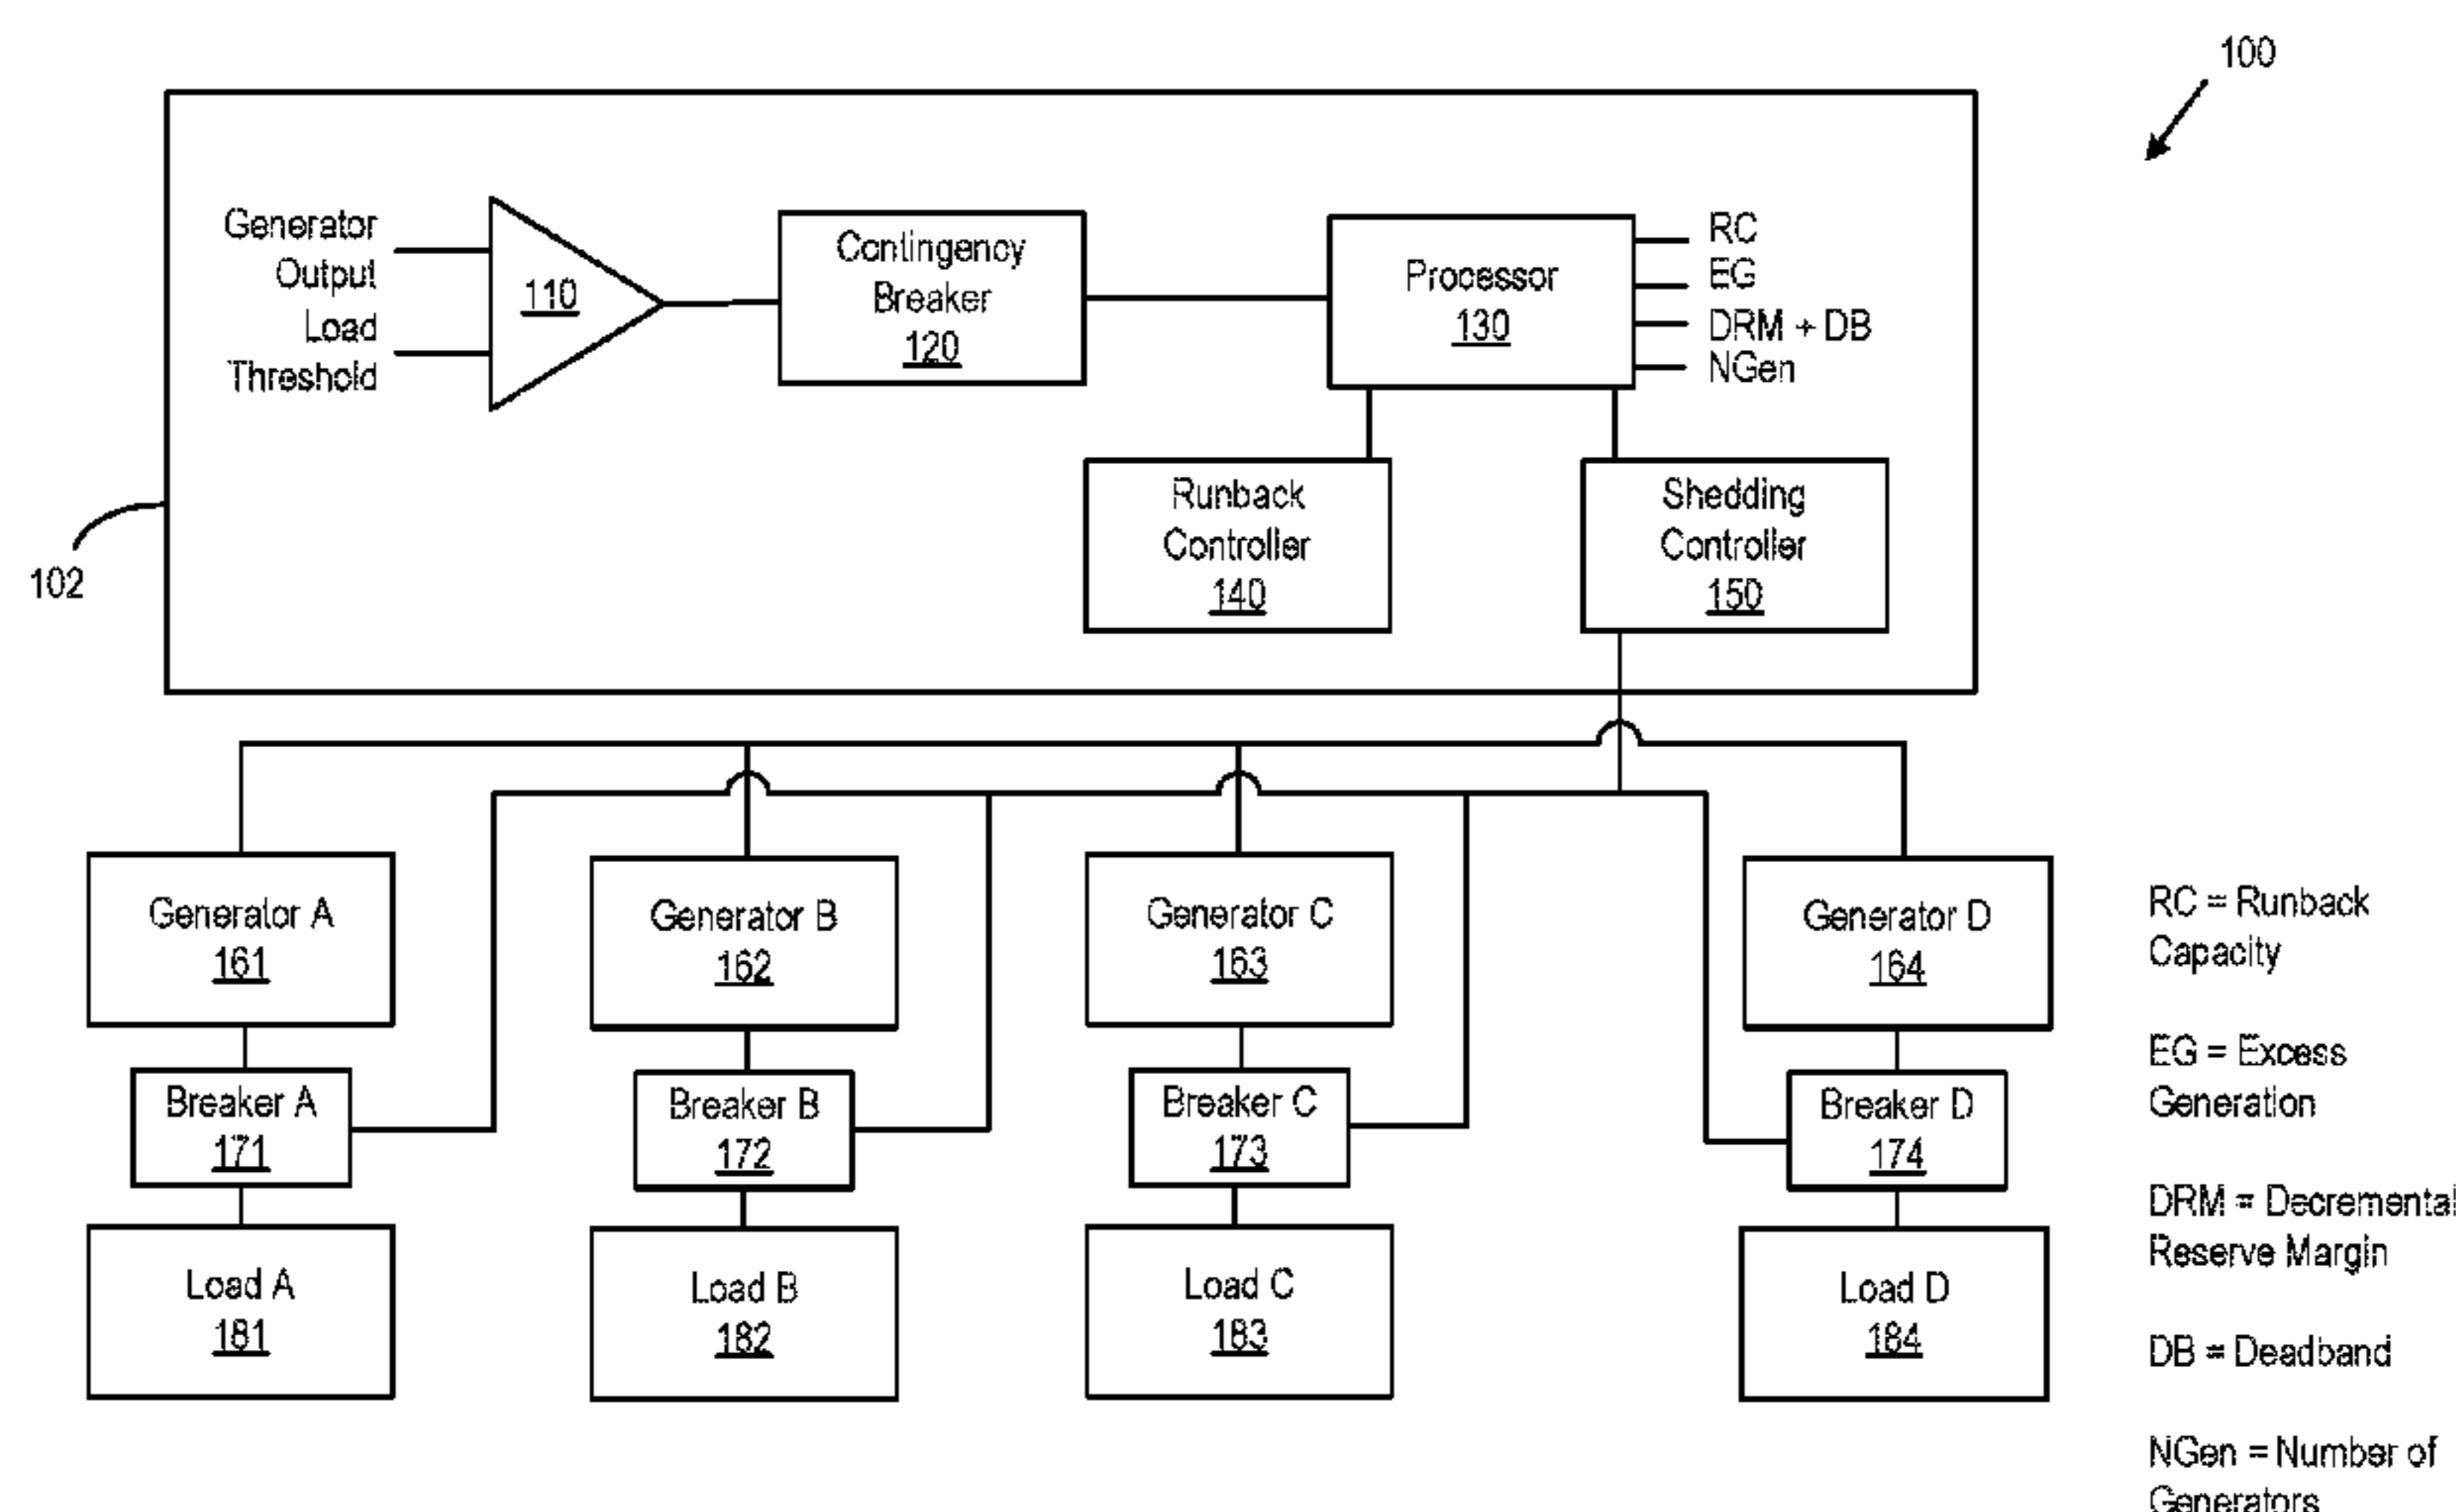 100
Generator
Output
Load
Threshold
110
Contingency
Breaker
120
Processor
130
RC
EG
DRM + DB
NGen
Runback
Controller
140
Shedding
Controller
150
102
Generator A
161
Generator B
162
Generator C
163
Generator D
164
Breaker A
171
Breaker B
172
Breaker C
173
Breaker D
174
Load A
181
Load B
182
Load C
183
Load D
184
RC = Runback
Capacity
EG = Excess
Generation
DRM = Decremental
Reserve Margin
DB = Deadband
NGen = Number of
Generators